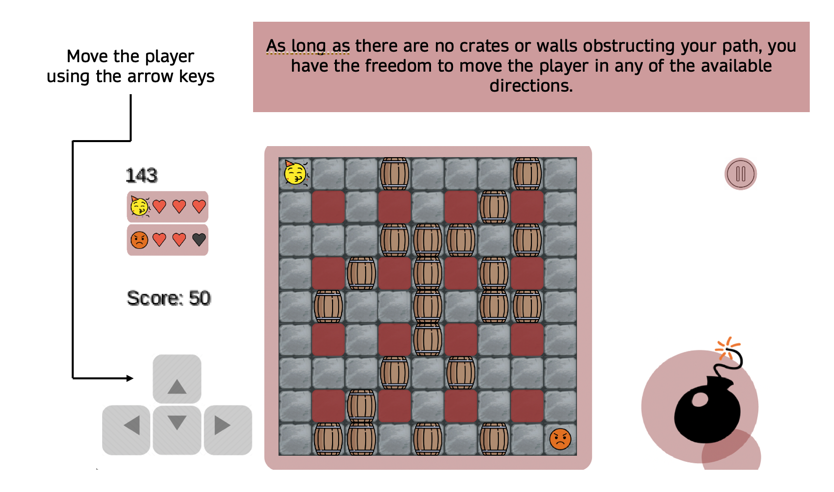 Move the player
using the arrow keys
As long as there are no crates or walls obstructing your path, you
have the freedom to move the player in any of the available
directions.
143
Score: 50